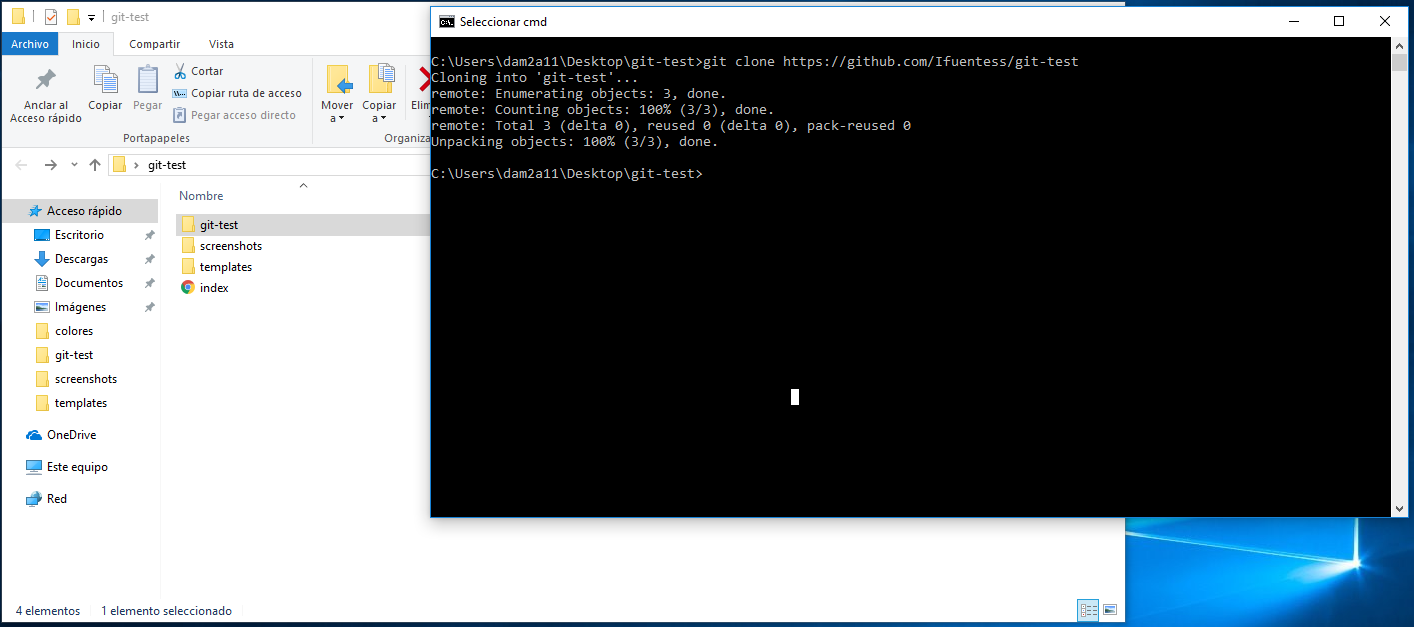 git-test
Archivo
Inicio
Compartir
Vista
Anclar al
Acceso rápido
Copiar
Pegar
Cortar
Copiar ruta de acceso
Pegar acceso directo
Portapapeles
Mover
a
Copiar
a
Elim
Organiza
git-test
Nombre
Acceso rápido
Escritorio
Descargas
Documentos
Imágenes
colores
git-test
screenshots
templates
OneDrive
Este equipo
Red
git-test
screenshots
templates
index
4 elementos
1 elemento seleccionado
Seleccionar cmd
C:\Users\dam2a11\Desktop\git-test>git clone https://github.com/Ifuentess/git-test
Cloning into 'git-test'...
remote: Enumerating objects: 3, done.
remote: Counting objects: 100% (3/3), done.
remote: Total 3 (delta 0), reused 0 (delta 0), pack-reused 0
Unpacking objects: 100% (3/3), done.
C:\Users\dam2a11\Desktop\git-test>